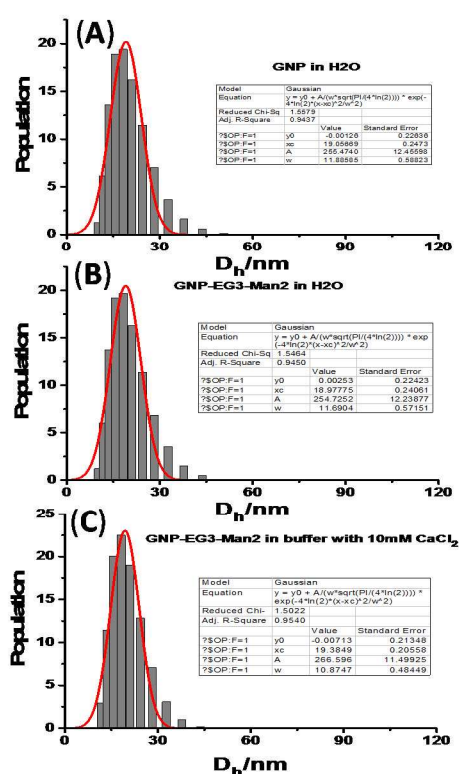 (A)
GNP in H2O
Model Gaussian
Equation y = y0 + A/(w*sqrt(PI/(4*ln(2)))) * exp(-
4*ln(2)*(x-xc)^2/w^2)
Reduced Chi-Sq 1.5579
Adj. R-Square 0.9437
Value Standard Error
?$OP:F=1 y0 -0.00126 0.22636
?$OP:F=1 xc 19.05669 0.2473
?$OP:F=1 A 255.4740 12.45598
?$OP:F=1 w 11.88585 0.58823
Population
20
15
10
5
0
0 30 60 90 120
Dh/nm
(B)
GNP-EG3-Man2 in H2O
Model Gaussian
Equation y = y0 + A/(w*sqrt(PI/(4*ln(2)))) * exp
(-4*ln(2)*(x-xc)^2/w^2)
Reduced Chi-Sq 1.5464
Adj. R-Square 0.9450
Value Standard Error
?$OP:F=1 y0 0.00253 0.22423
?$OP:F=1 xc 18.97775 0.24061
?$OP:F=1 A 254.7252 12.23877
?$OP:F=1 w 11.6904 0.57151
Population
20
15
10
5
0
0 30 60 90 120
Dh/nm
(C)
GNP-EG3-Man2 in buffer with 10mM CaCl2
Model Gaussian
Equation y = y0 + A/(w*sqrt(PI/(4*ln(2)))) *
exp(-4*ln(2)*(x-xc)^2/w^2)
Reduced Chi- 1.5022
Adj. R-Square 0.9540
Value Standard Error
?$OP:F=1 y0 -0.00713 0.21348
?$OP:F=1 xc 19.3849 0.20558
?$OP:F=1 A 266.596 11.49925
?$OP:F=1 w 10.8747 0.48449
Population
25
20
15
10
5
0
0 30 60 90 120
Dh/nm